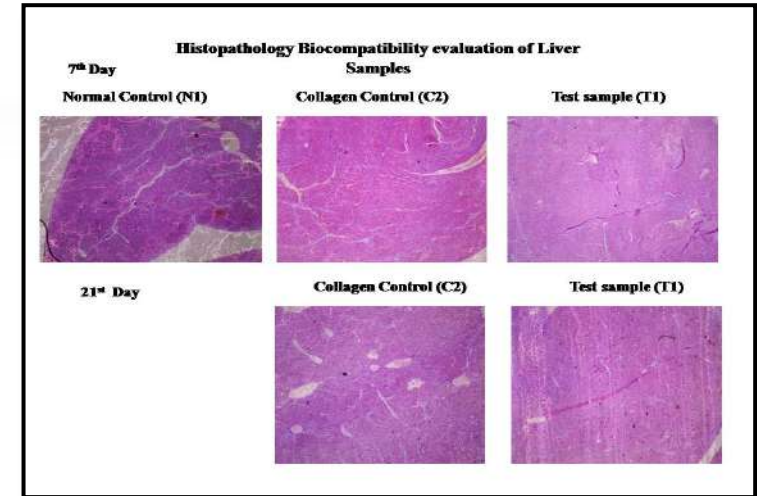 Histopathology Biocompatibility evaluation of Liver
7th Day Samples
Normal Control (N1) Collagen Control (C2) Test sample (T1)
21st Day Collagen Control (C2) Test sample (T1)